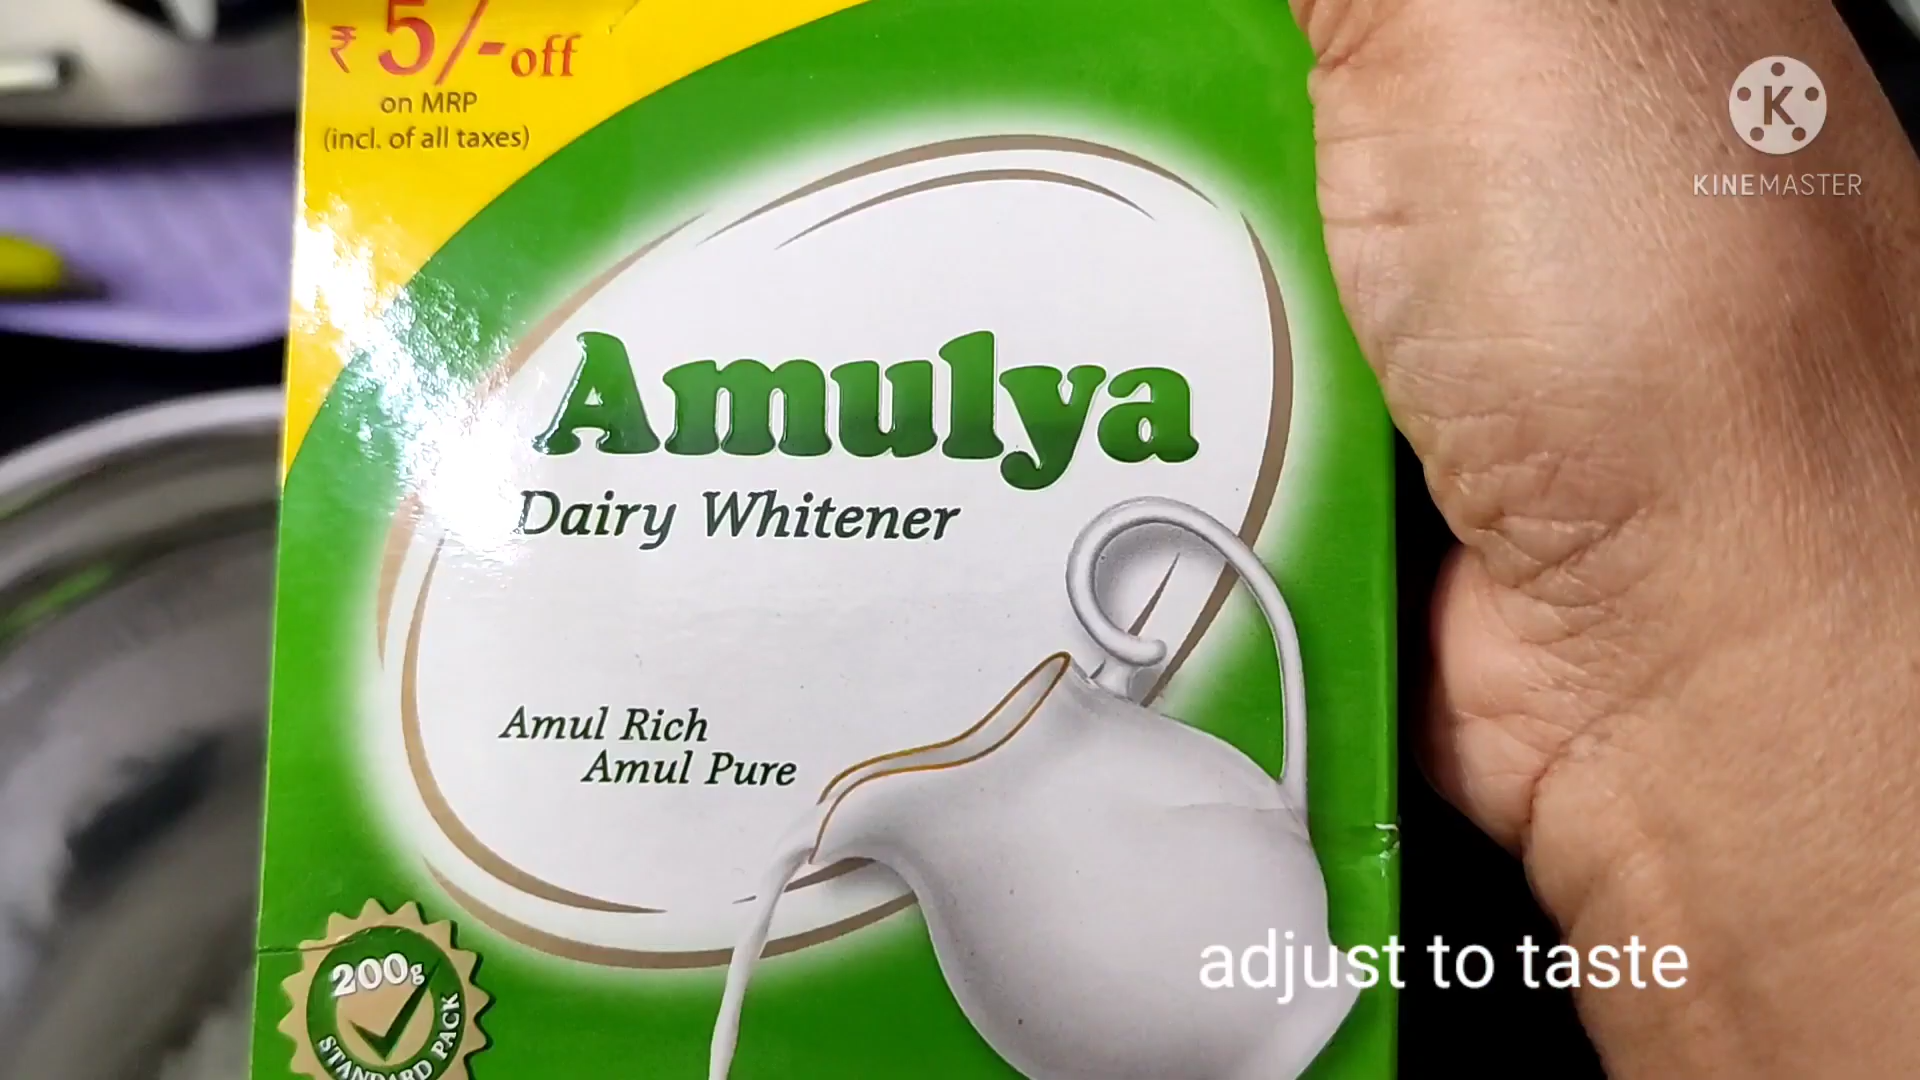 ₹ 5/- off
on MRP
(incl. of all taxes)
K
KINEMASTER
Amulya
Dairy Whitener
Amul Rich
Amul Pure
200g
STANDARD PACK
adjust to taste